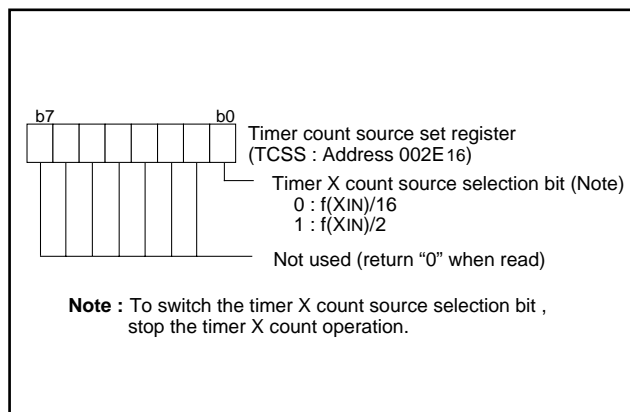 b7 b0
Timer count source set register
(TCSS : Address 002E16)
Timer X count source selection bit (Note)
0 : f(XIN)/16
1 : f(XIN)/2
Not used (return “0” when read)
Note : To switch the timer X count source selection bit ,
stop the timer X count operation.